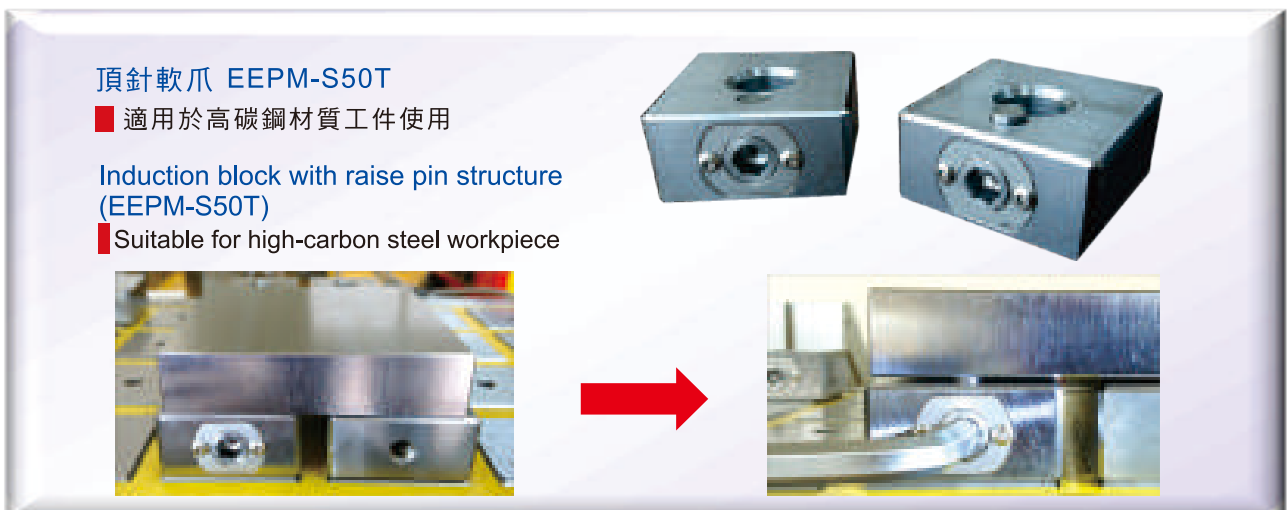 頂針軟爪 EEPM-S50T
適用於高碳鋼材質工件使用
Induction block with raise pin structure
(EEPM-S50T)
Suitable for high-carbon steel workpiece